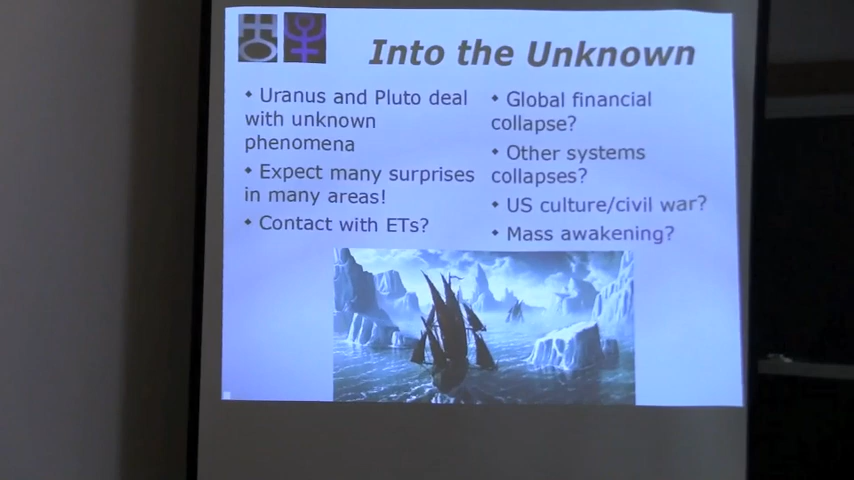 Into the Unknown
• Uranus and Pluto deal
with unknown
phenomena
• Expect many surprises
in many areas!
• Contact with ETs?
• Global financial
collapse?
• Other systems
collapses?
• US culture/civil war?
• Mass awakening?